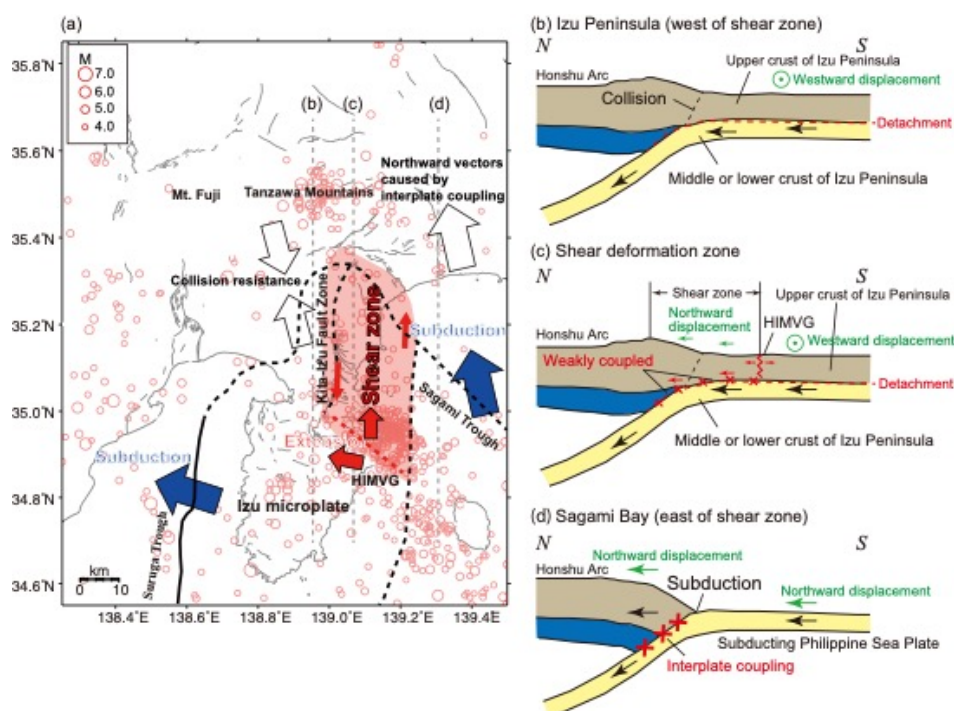 (a)
35.8°N
35.6°N
35.4°N
35.2°N
35.0°N
34.8°N
34.6°N
M
7.0
6.0
5.0
4.0
(b)
(c)
(d)
Mt. Fuji
Tanzawa Mountains
Northward vectors
caused by
interplate coupling
Collision resistance
Kita-Izu Fault Zone
Shear zone
Subduction
Sagami Trough
HIMVG
Subduction
Izu microplate
Suruga Trough
km
0 10
138.4°E
138.6°E
138.8°E
139.0°E
139.2°E
139.4°E
(b) Izu Peninsula (west of shear zone)
N
S
Upper crust of Izu Peninsula
Honshu Arc
Westward displacement
Collision
Detachment
Middle or lower crust of Izu Peninsula
(c) Shear deformation zone
N
S
Shear zone
Upper crust of Izu Peninsula
Northward
displacement
HIMVG
Honshu Arc
Westward displacement
Weakly coupled
Detachment
Middle or lower crust of Izu Peninsula
(d) Sagami Bay (east of shear zone)
N
S
Northward displacement
Honshu Arc
Subduction
Northward displacement
Subducting Philippine Sea Plate
Interplate coupling